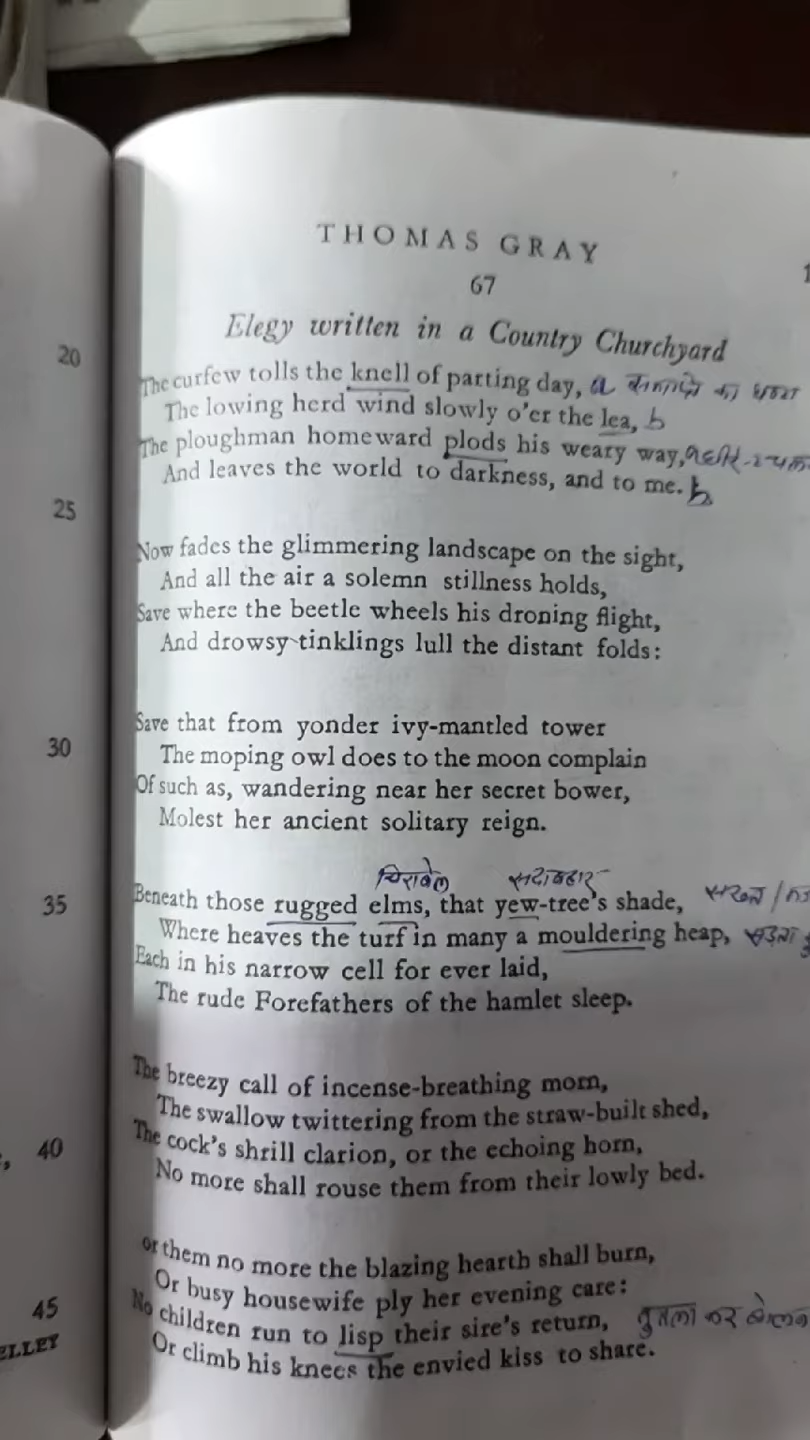 THOMAS GRAY
67
Elegy written in a Country Churchyard
20
The curfew tolls the knell of parting day, a
The lowing herd wind slowly o'er the lea, b
The ploughman homeward plods his weary way,
And leaves the world to darkness, and to me. b
25
Now fades the glimmering landscape on the sight,
And all the air a solemn stillness holds,
Save where the beetle wheels his droning flight,
And drowsy tinklings lull the distant folds:
Save that from yonder ivy-mantled tower
30
The moping owl does to the moon complain
Of such as, wandering near her secret bower,
Molest her ancient solitary reign.
चिराबेल सदाबहार
35
Beneath those rugged elms, that yew-tree's shade,
Where heaves the turf in many a mouldering heap, सड़ना
Each in his narrow cell for ever laid,
The rude Forefathers of the hamlet sleep.
The breezy call of incense-breathing morn,
The swallow twittering from the straw-built shed,
40
The cock's shrill clarion, or the echoing horn,
No more shall rouse them from their lowly bed.
or them no more the blazing hearth shall burn,
Or busy housewife ply her evening care:
45
No children run to lisp their sire's return, तुतला कर बोलन
ELLEY
Or climb his knees the envied kiss to share.